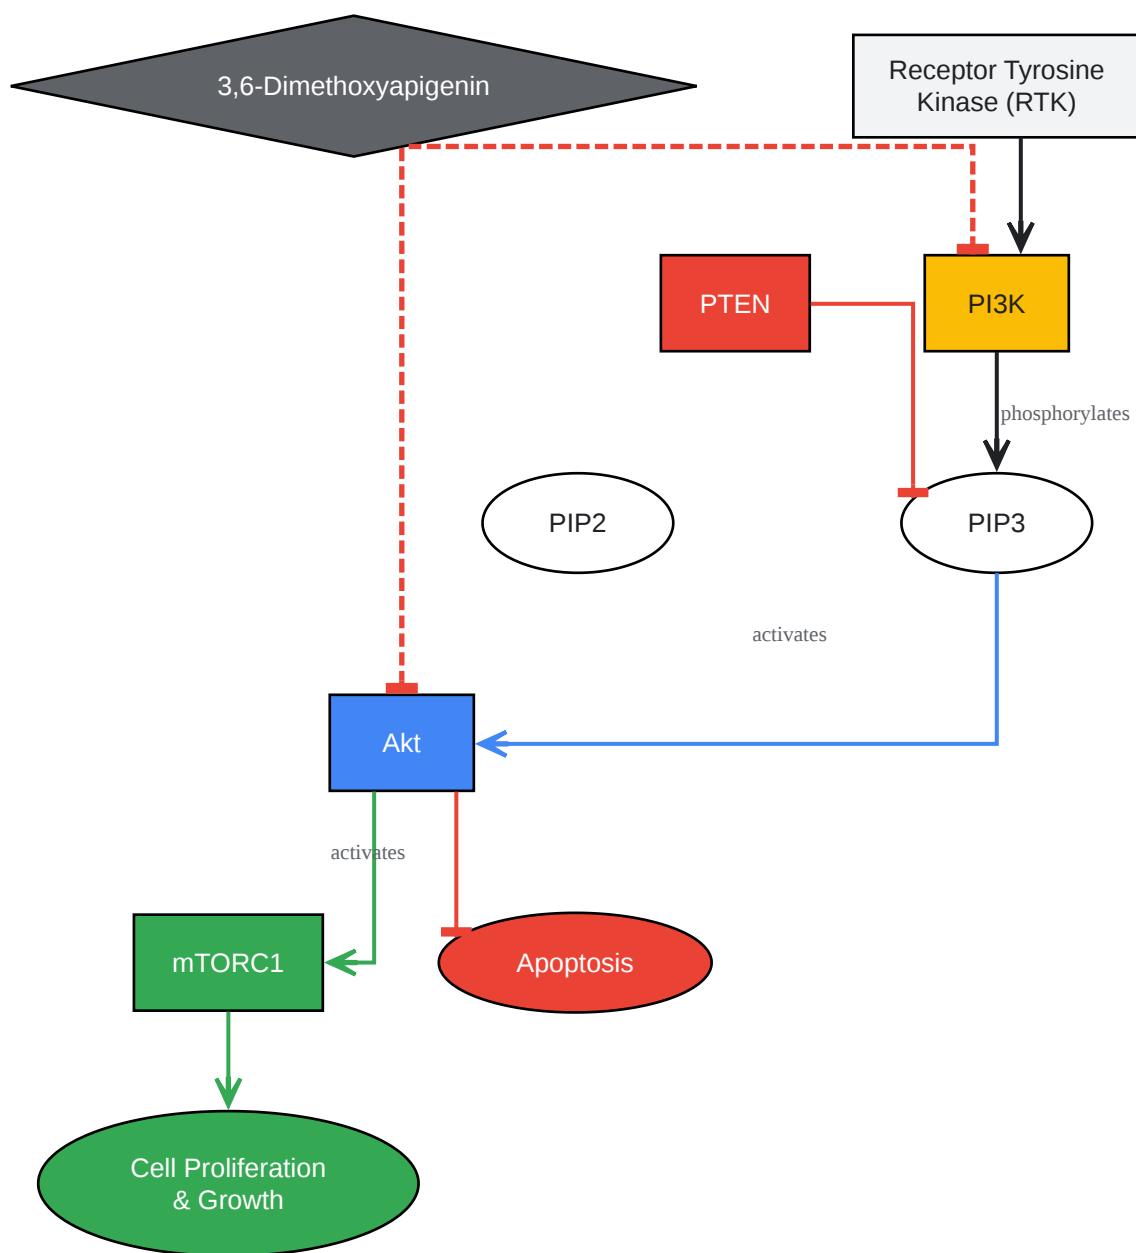 3,6-Dimethoxyapigenin
Receptor Tyrosine
Kinase (RTK)
PTEN
PI3K
phosphorylates
PIP2
PIP3
activates
Akt
activates
mTORC1
Apoptosis
Cell Proliferation
& Growth